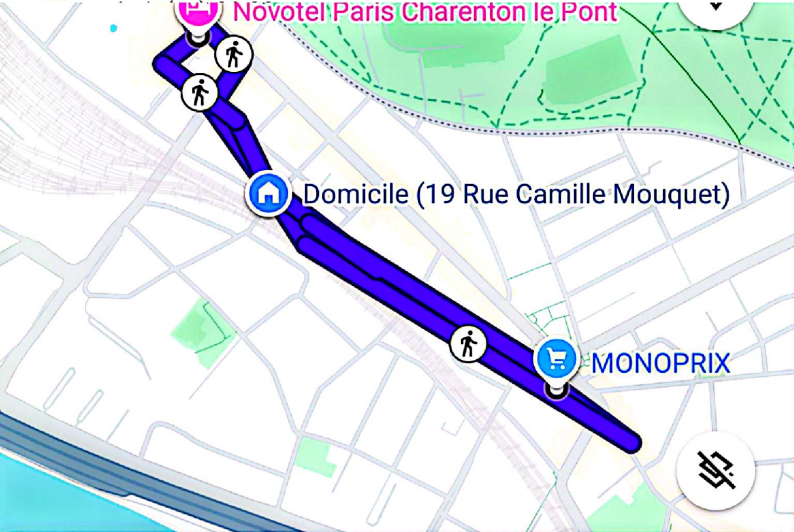 Novotel Paris Charenton le Pont
Domicile (19 Rue Camille Mouquet)
MONOPRIX